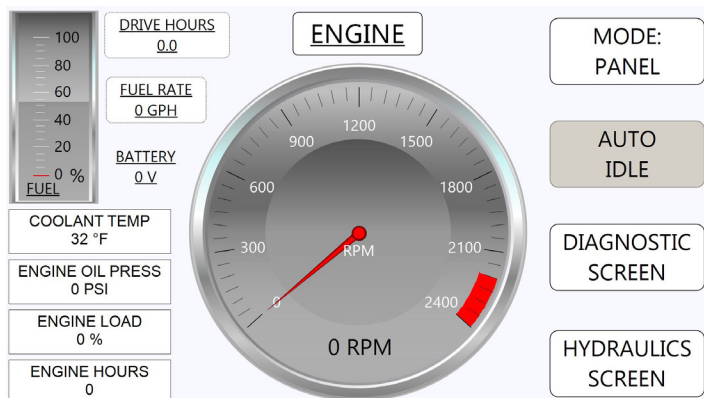 100
80
60
40
20
0 %
FUEL
DRIVE HOURS
0.0
FUEL RATE
0 GPH
BATTERY
0 V
COOLANT TEMP
32 °F
ENGINE OIL PRESS
0 PSI
ENGINE LOAD
0 %
ENGINE HOURS
0
ENGINE
0
300
600
900
1200
1500
1800
2100
2400
RPM
0 RPM
MODE:
PANEL
AUTO
IDLE
DIAGNOSTIC
SCREEN
HYDRAULICS
SCREEN